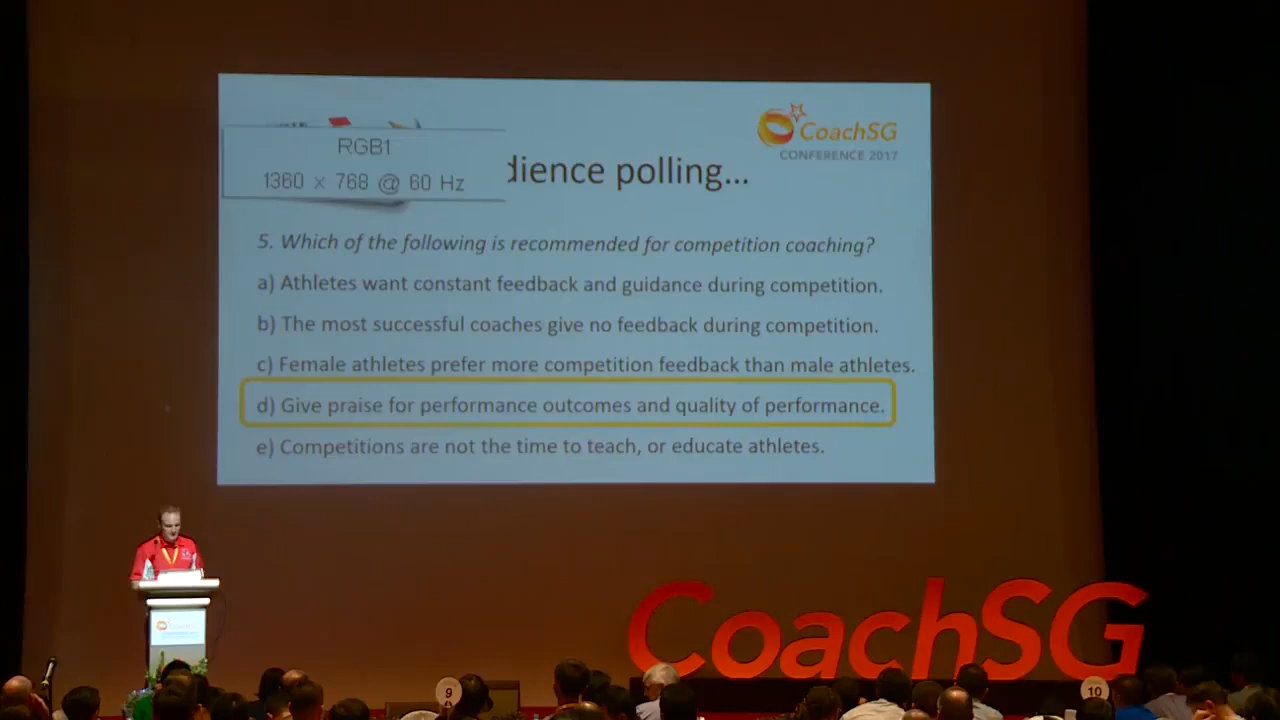 CoachSG
CONFERENCE 2017
RGB1
1360 x 768 @ 60 Hz
dience polling...
5. Which of the following is recommended for competition coaching?
a) Athletes want constant feedback and guidance during competition.
b) The most successful coaches give no feedback during competition.
c) Female athletes prefer more competition feedback than male athletes.
d) Give praise for performance outcomes and quality of performance.
e) Competitions are not the time to teach, or educate athletes.
CoachSG
CoachSG
9
10